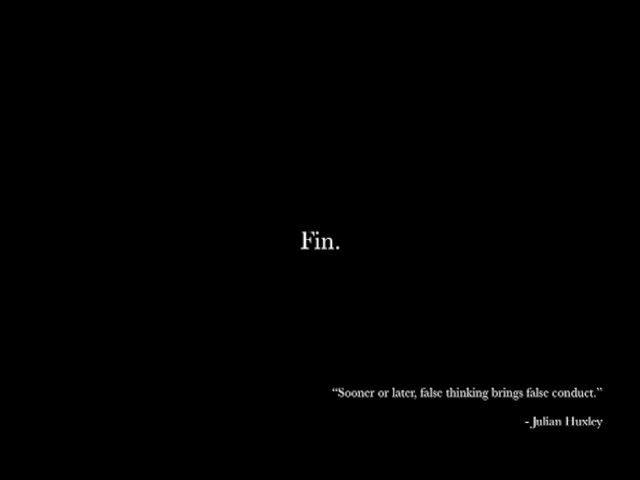 Fin.
“Sooner or later, false thinking brings false conduct.”
- Julian Huxley